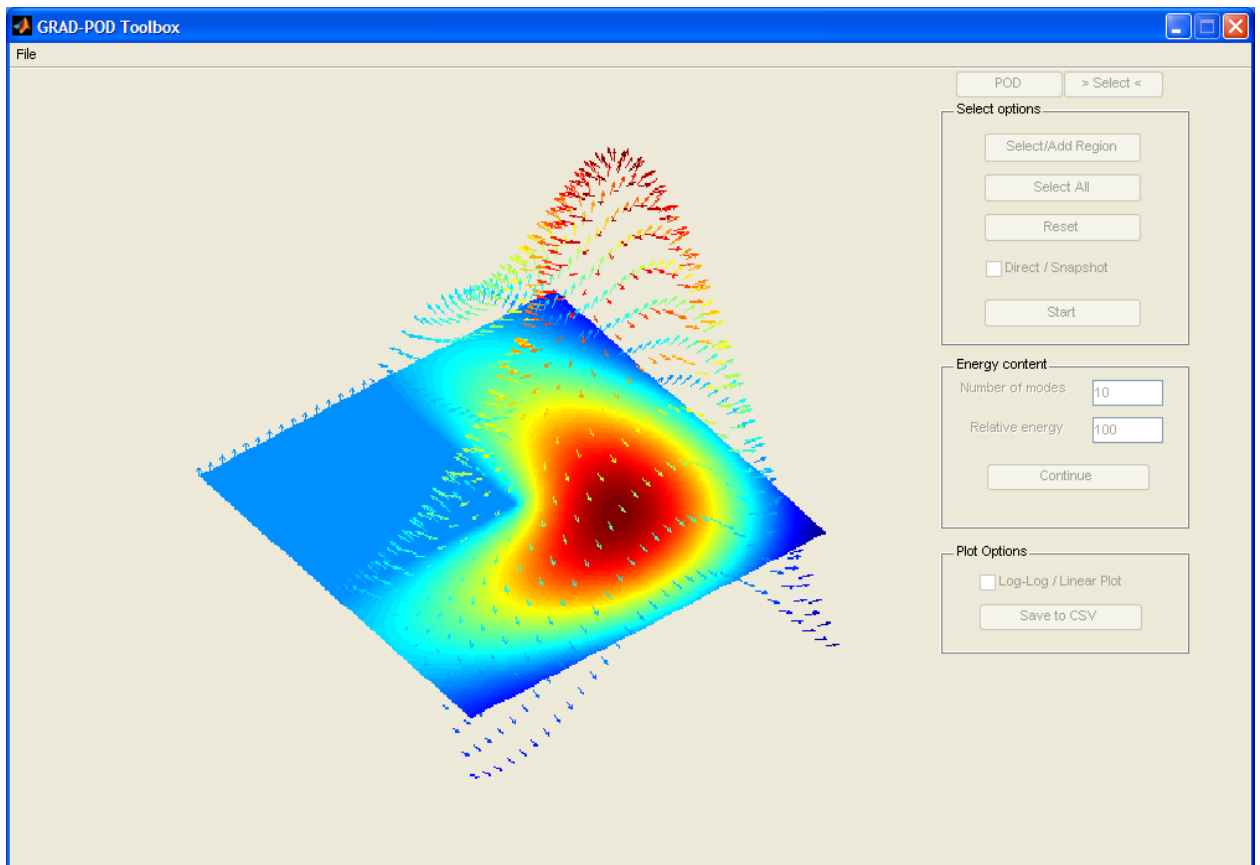 GRAD-POD Toolbox
File
POD
> Select <
Select options
Select/Add Region
Select All
Reset
Direct / Snapshot
Start
Energy content
Number of modes 10
Relative energy 100
Continue
Plot Options
Log-Log / Linear Plot
Save to CSV